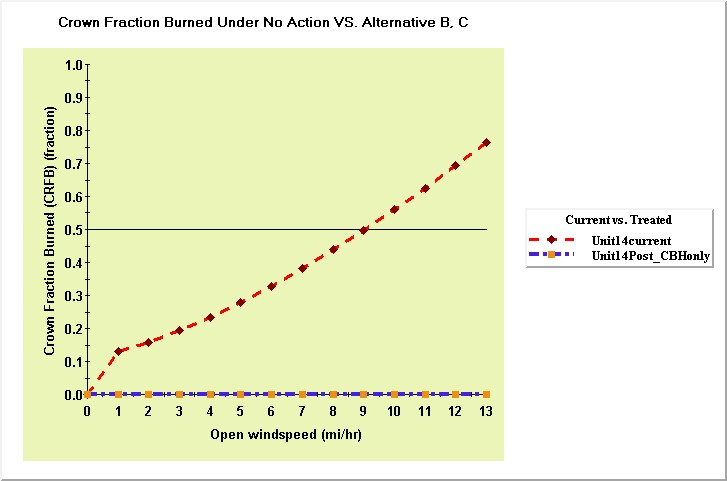 Crown Fraction Burned Under No Action VS. Alternative B, C
Crown Fraction Burned (CRFB) (fraction)
1.0
0.9
0.8
0.7
0.6
0.5
0.4
0.3
0.2
0.1
0.0
0 1 2 3 4 5 6 7 8 9 10 11 12 13
Open windspeed (mi/hr)
Current vs. Treated
Unit14current
Unit14Post_CBHonly